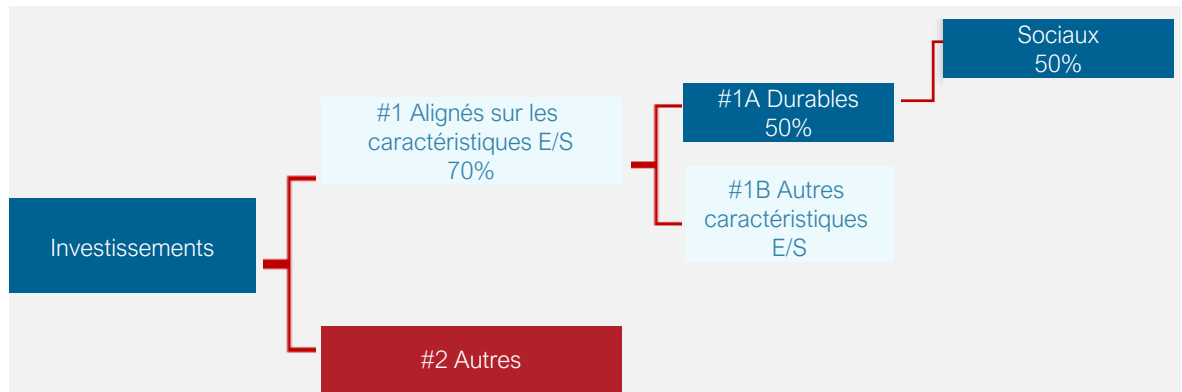 Investissements
#1 Alignés sur les
caractéristiques E/S
70%
#2 Autres
#1A Durables
50%
#1B Autres
caractéristiques
E/S
Sociaux
50%